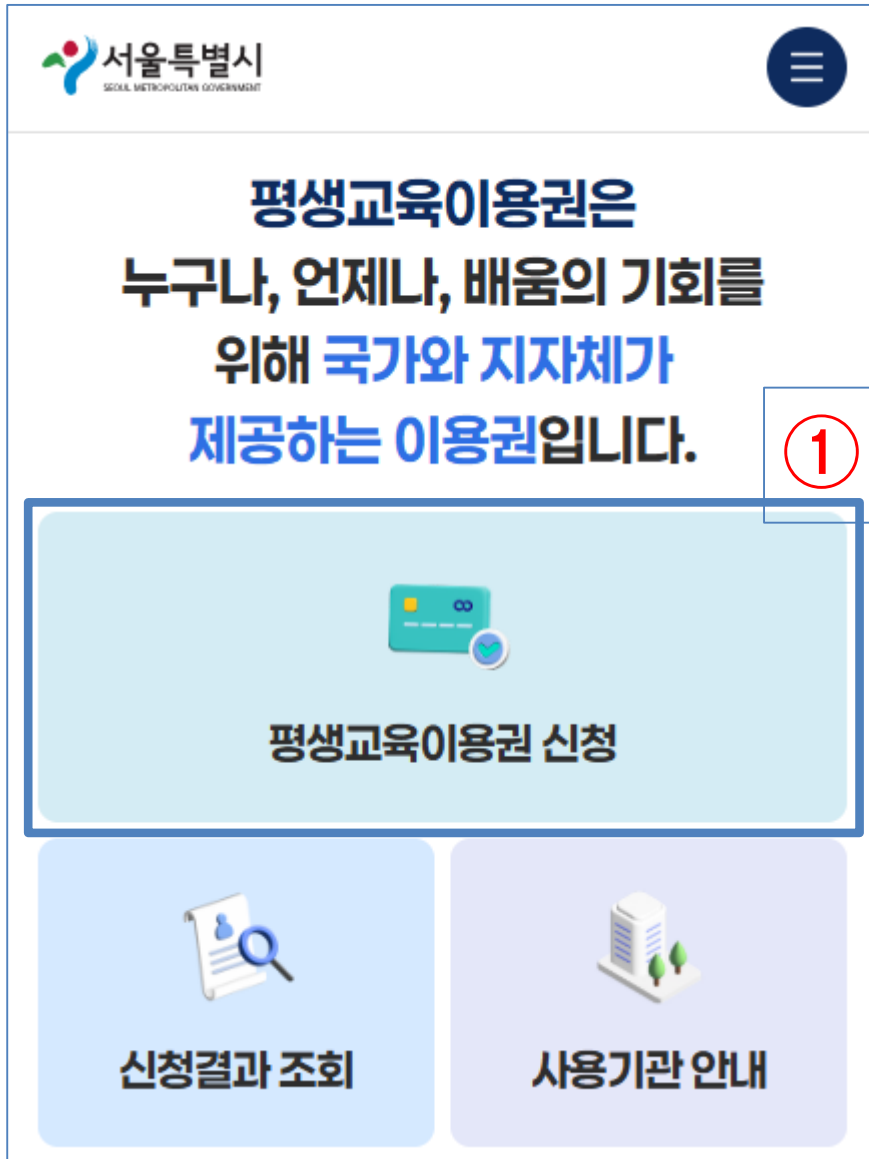 서울특별시
SEOUL METROPOLITAN GOVERNMENT
평생교육이용권은
누구나, 언제나, 배움의 기회를
위해 국가와 지자체가
제공하는 이용권입니다.
①
평생교육이용권 신청
신청결과 조회
사용기관 안내